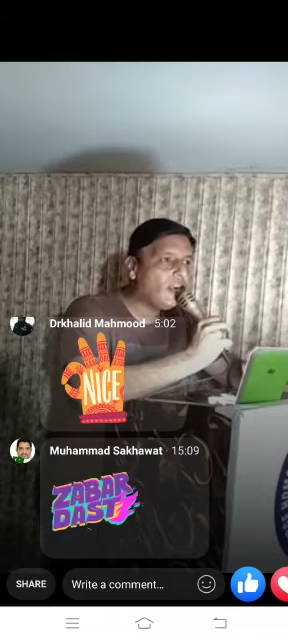 Drkhalid Mahmood · 5:02
NICE
Muhammad Sakhawat · 15:09
ZABAR
DAST
SHARE
Write a comment...